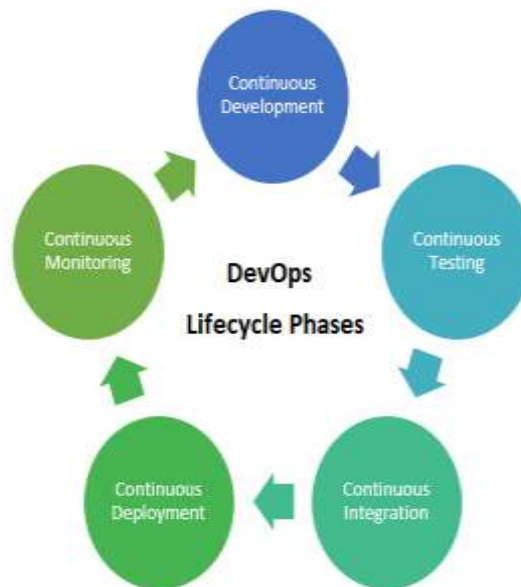 Continuous
Development
Continuous
Monitoring
Continuous
Testing
DevOps
Lifecycle Phases
Continuous
Deployment
Continuous
Integration